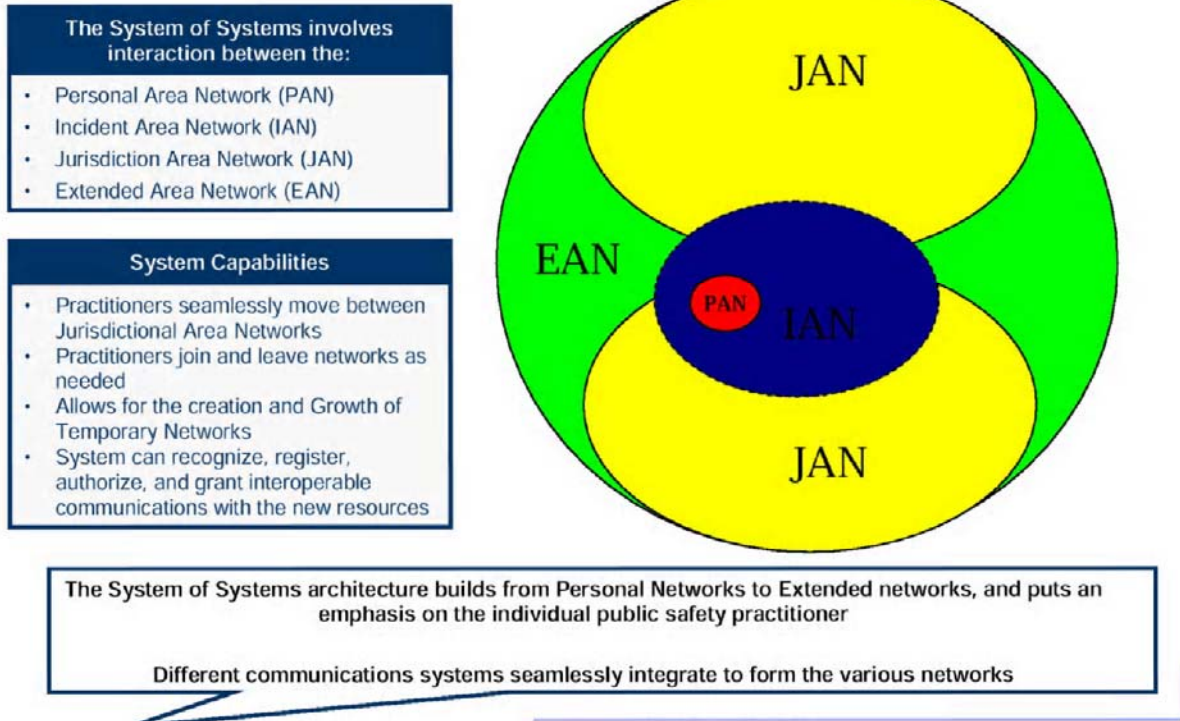 The System of Systems involves
interaction between the:
• Personal Area Network (PAN)
• Incident Area Network (IAN)
• Jurisdiction Area Network (JAN)
• Extended Area Network (EAN)
System Capabilities
• Practitioners seamlessly move between
Jurisdictional Area Networks
• Practitioners join and leave networks as
needed
• Allows for the creation and Growth of
Temporary Networks
• System can recognize, register,
authorize, and grant interoperable
communications with the new resources
JAN
EAN
PAN
IAN
JAN
The System of Systems architecture builds from Personal Networks to Extended networks, and puts an
emphasis on the individual public safety practitioner
Different communications systems seamlessly integrate to form the various networks